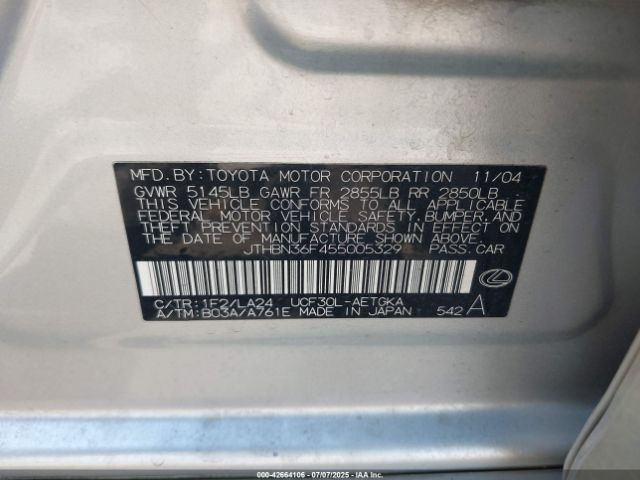 MFD.BY:TOYOTA MOTOR CORPORATION 11/04
GVWR 5145LB GAWR FR 2855LB RR 2850LB
THIS VEHICLE CONFORMS TO ALL APPLICABLE
FEDERAL MOTOR VEHICLE SAFETY, BUMPER, AND
THEFT PREVENTION STANDARDS IN EFFECT ON
THE DATE OF MANUFACTURE SHOWN ABOVE.
JTHBN36F455005329 PASS.CAR
C/TR:1F2/LA24 UCF30L-AETGKA
A/TM:B03A/A761E MADE IN JAPAN 542 A
000-42664106 - 07/07/2025 - IAAI.com